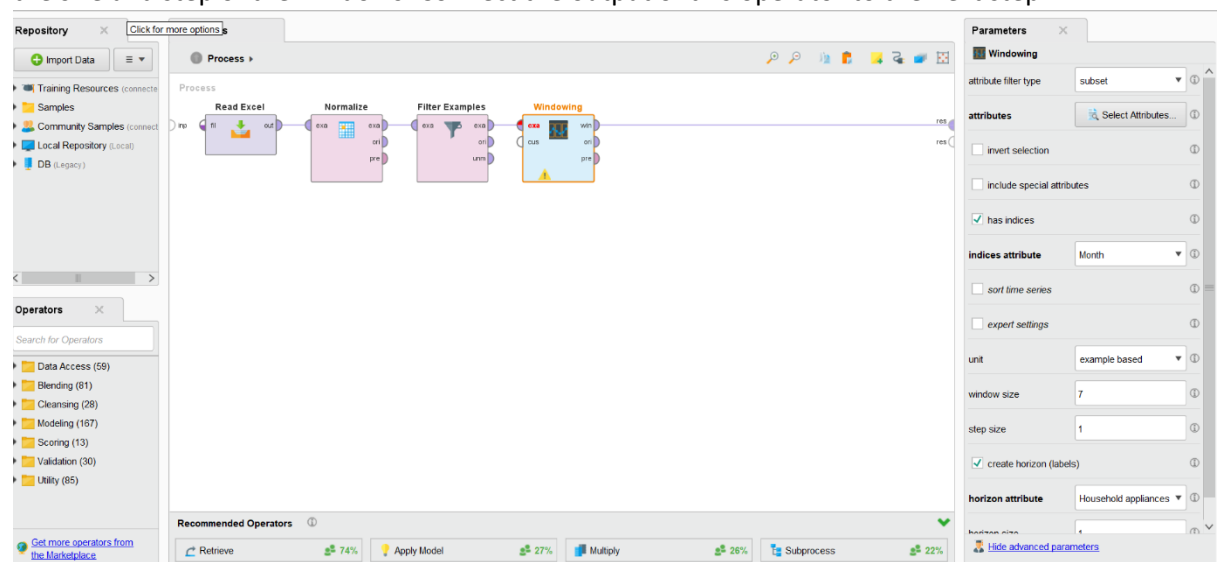 Repository
Click for more options
s
Parameters
Import Data
Process
Windowing
Training Resources (connecte
Samples
Community Samples (connect
Local Repository (Local)
DB (Legacy)
Process
Read Excel
Normalize
Filter Examples
Windowing
inp
fil
out
exa
exa
ori
pre
exa
exa
ori
unm
exa
cus
win
ori
pre
res
res
attribute filter type
subset
attributes
Select Attributes...
invert selection
include special attributes
has indices
indices attribute
Month
sort time series
expert settings
unit
example based
window size
7
step size
1
create horizon (labels)
horizon attribute
Household appliances
Hide advanced parameters
Operators
Search for Operators
Data Access (59)
Blending (81)
Cleansing (28)
Modeling (167)
Scoring (13)
Validation (30)
Utility (85)
Get more operators from
the Marketplace
Recommended Operators
Retrieve
74%
Apply Model
27%
Multiply
26%
Subprocess
22%